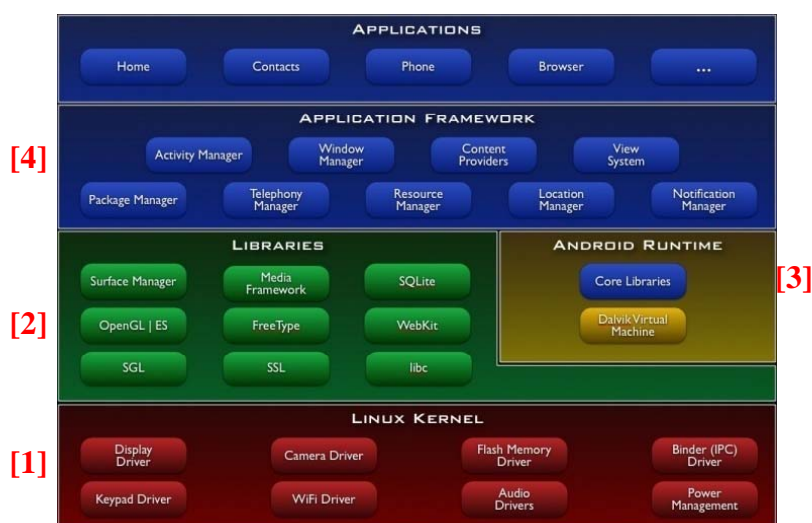 APPLICATIONS
Home Contacts Phone Browser ...
APPLICATION FRAMEWORK
[4]
Activity Manager Window Manager Content Providers View System
Package Manager Telephony Manager Resource Manager Location Manager Notification Manager
LIBRARIES
Surface Manager Media Framework SQLite
[2]
OpenGL | ES FreeType WebKit
SGL SSL libc
ANDROID RUNTIME
Core Libraries
[3]
Dalvik Virtual Machine
LINUX KERNEL
[1]
Display Driver Camera Driver Flash Memory Driver Binder (IPC) Driver
Keypad Driver WiFi Driver Audio Drivers Power Management